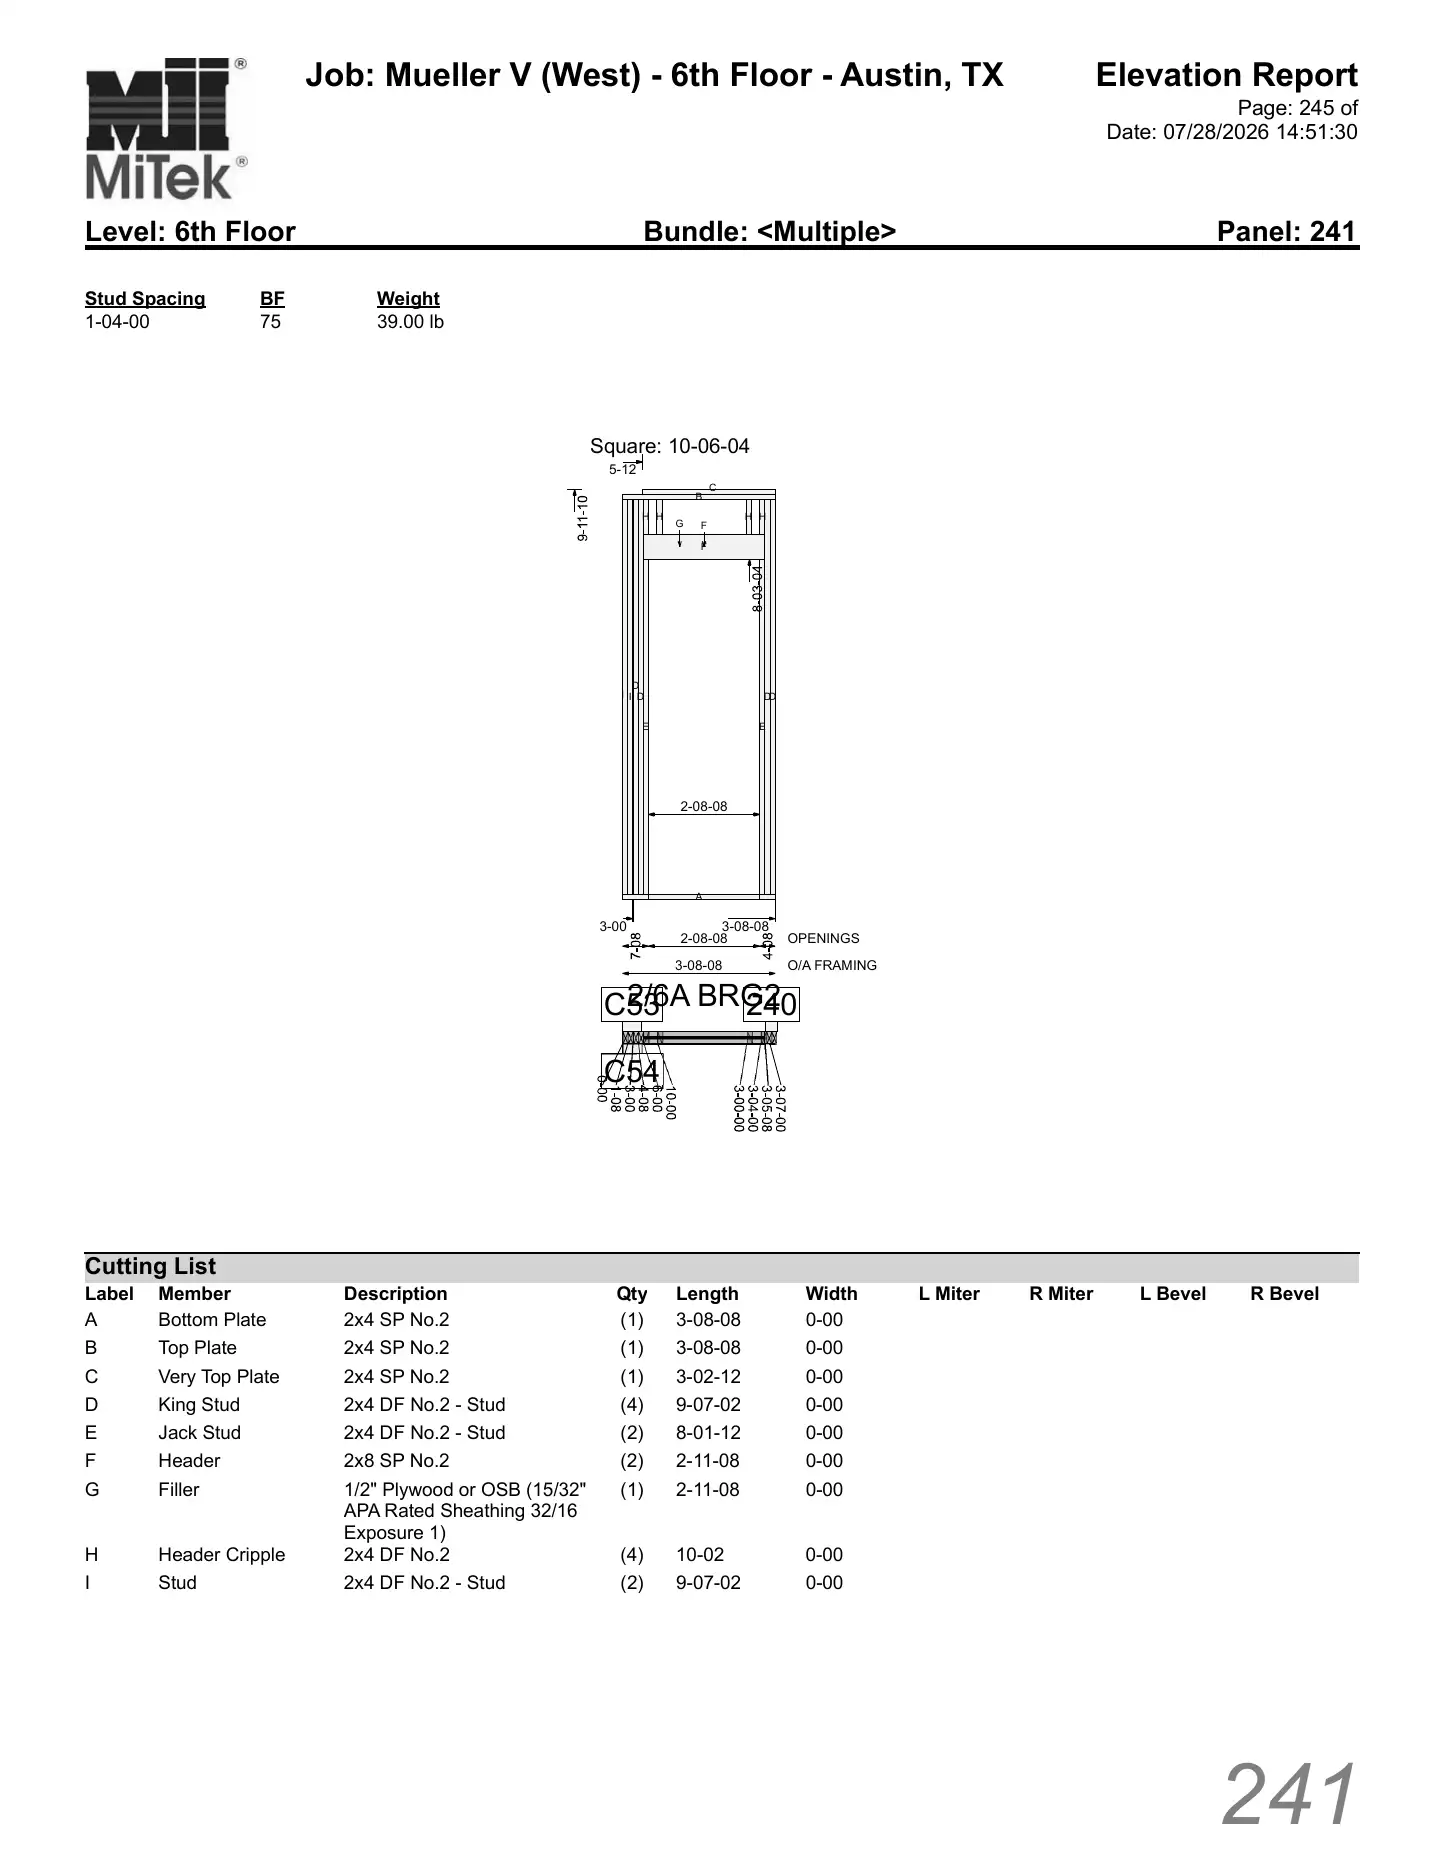 MiTek®
Job: Mueller V (West) - 6th Floor - Austin, TX
Elevation Report
Page: 245 of
Date: 07/28/2026 14:51:30
Level: 6th Floor Bundle: <Multiple> Panel: 241
Stud Spacing BF Weight
1-04-00 75 39.00 lb
Square: 10-06-04
5-12
9-11-10
C
B
H H H H
G F
F
8-03-04
D
I D D D
E E
2-08-08
A
3-00 3-08-08
7-08 2-08-08 4-08 OPENINGS
3-08-08 O/A FRAMING
2/6A BRG2
C53 240
C54
0-00 1-08 3-00 4-08 6-00 10-00 3-00-00 3-04-00 3-05-08 3-07-00
Cutting List
Label Member Description Qty Length Width L Miter R Miter L Bevel R Bevel
A Bottom Plate 2x4 SP No.2 (1) 3-08-08 0-00
B Top Plate 2x4 SP No.2 (1) 3-08-08 0-00
C Very Top Plate 2x4 SP No.2 (1) 3-02-12 0-00
D King Stud 2x4 DF No.2 - Stud (4) 9-07-02 0-00
E Jack Stud 2x4 DF No.2 - Stud (2) 8-01-12 0-00
F Header 2x8 SP No.2 (2) 2-11-08 0-00
G Filler 1/2" Plywood or OSB (15/32" (1) 2-11-08 0-00
APA Rated Sheathing 32/16
Exposure 1)
H Header Cripple 2x4 DF No.2 (4) 10-02 0-00
I Stud 2x4 DF No.2 - Stud (2) 9-07-02 0-00
241